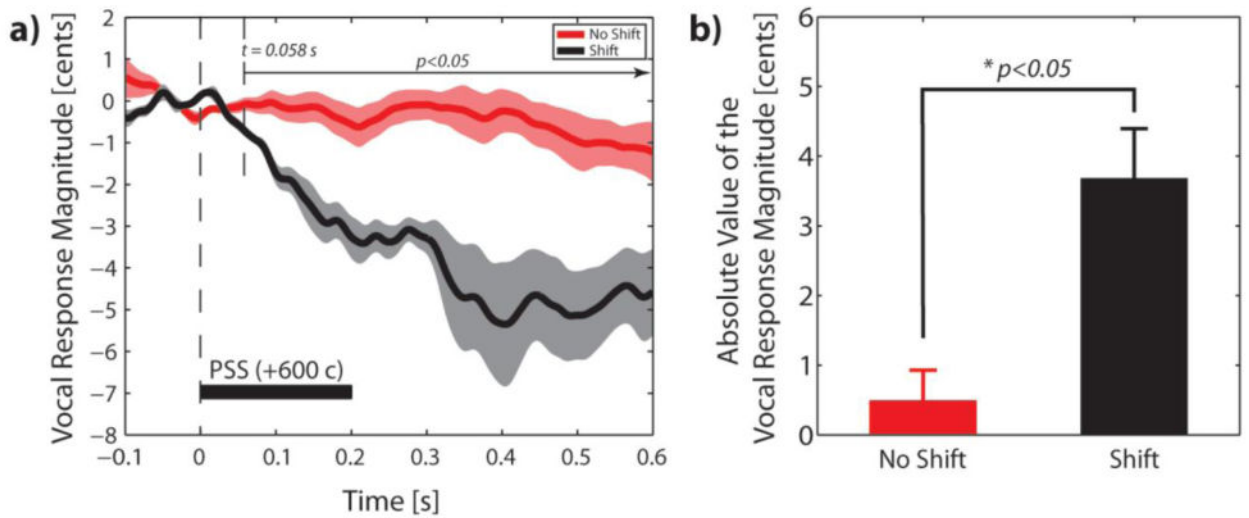 a)
Vocal Response Magnitude [cents]
2
1
0
−1
−2
−3
−4
−5
−6
−7
−8
No Shift
Shift
t = 0.058 s
p<0.05
PSS (+600 c)
−0.1
0
0.1
0.2
0.3
0.4
0.5
0.6
Time [s]
b)
Absolute Value of the
Vocal Response Magnitude [cents]
6
5
4
3
2
1
0
* p<0.05
No Shift
Shift